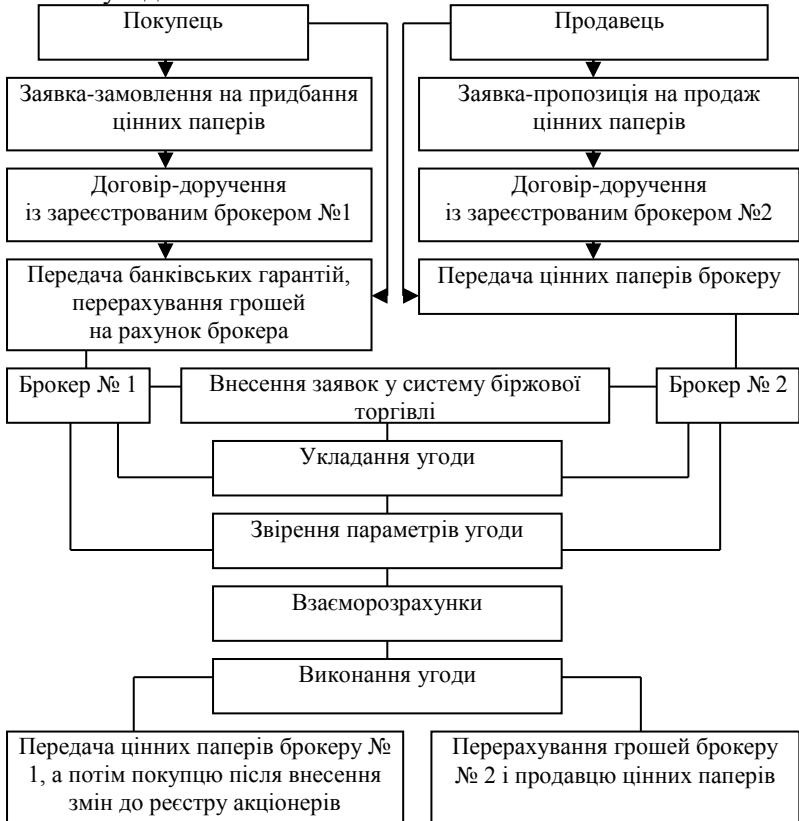 Покупець
Продавець
Заявка-замовлення на придбання
цінних паперів
Заявка-пропозиція на продаж
цінних паперів
Договір-доручення
із зареєстрованим брокером №1
Договір-доручення
із зареєстрованим брокером №2
Передача банківських гарантій,
перерахування грошей
на рахунок брокера
Передача цінних паперів брокеру
Брокер № 1
Внесення заявок у систему біржової
торгівлі
Брокер № 2
Укладання угоди
Звірення параметрів угоди
Взаєморозрахунки
Виконання угоди
Передача цінних паперів брокеру №
1, а потім покупцю після внесення
змін до реєстру акціонерів
Перерахування грошей брокеру
№ 2 і продавцю цінних паперів